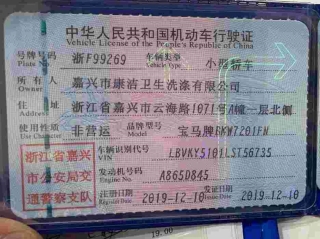 中华人民共和国机动车行驶证
Vehicle License of the People's Republic of China
号牌号码 Plate No. 浙F99269 车辆类型 Vehicle Type 小型轿车
所有人 Owner 嘉兴市康洁卫生洗涤有限公司
住址 Address 浙江省嘉兴市云海路1071号A幢一层北侧
使用性质 Use Character 非营运 品牌型号 Model 宝马牌BMW7201FM
浙江省嘉兴市公安局交通警察支队
车辆识别代号 VIN LBVKY5101LST56735
发动机号码 Engine No. A865D845
注册日期 Register Date 2019-12-10 发证日期 Issue Date 2019-12-10